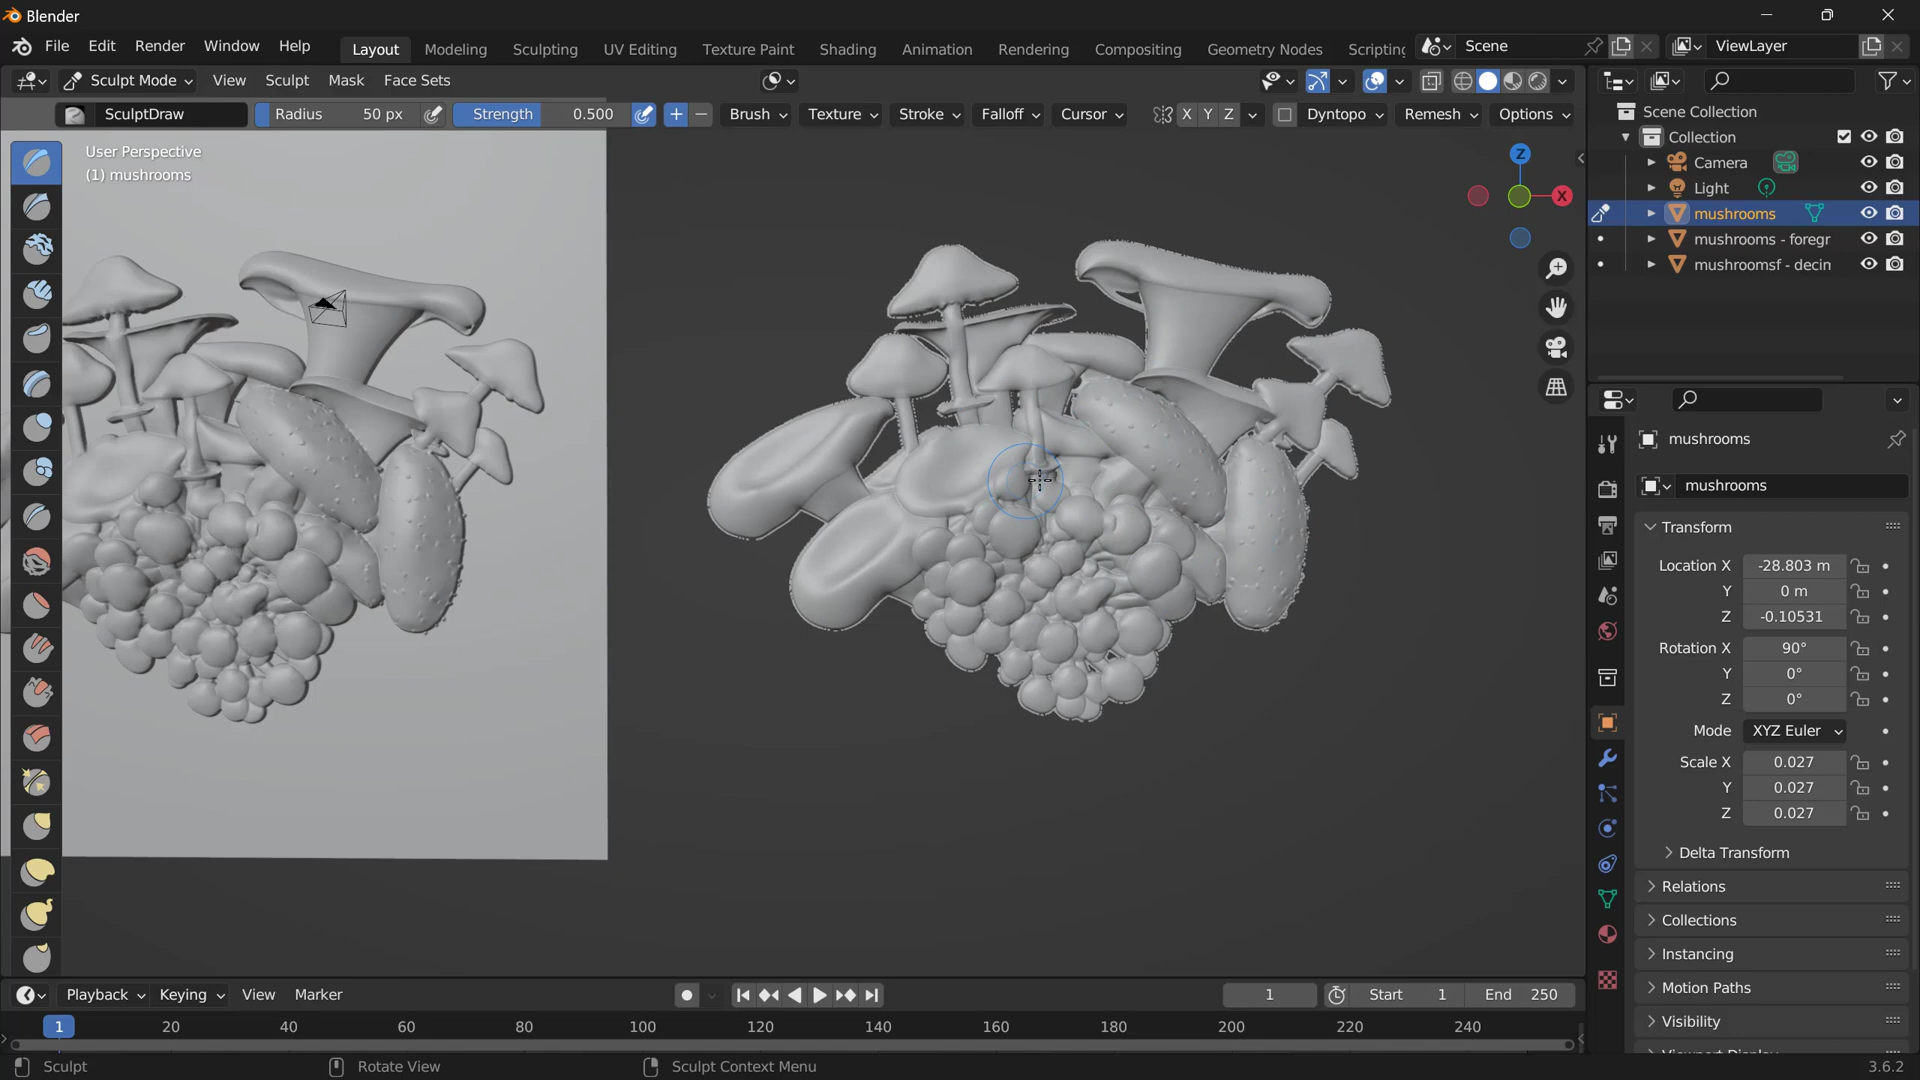 Blender
File Edit Render Window Help
Layout Modeling Sculpting UV Editing Texture Paint Shading Animation Rendering Compositing Geometry Nodes Scripting
Scene
ViewLayer
Sculpt Mode View Sculpt Mask Face Sets
SculptDraw Radius 50 px Strength 0.500 Brush Texture Stroke Falloff Cursor X Y Z Dyntopo Remesh Options
User Perspective
(1) mushrooms
Z
X
Scene Collection
Collection
Camera
Light
mushrooms
mushrooms - foregr
mushroomsf - decin
mushrooms
mushrooms
Transform
Location X -28.803 m
Y 0 m
Z -0.10531
Rotation X 90°
Y 0°
Z 0°
Mode XYZ Euler
Scale X 0.027
Y 0.027
Z 0.027
Delta Transform
Relations
Collections
Instancing
Motion Paths
Visibility
Playback Keying View Marker 1 Start 1 End 250
1 20 40 60 80 100 120 140 160 180 200 220 240
Sculpt Rotate View Sculpt Context Menu 3.6.2